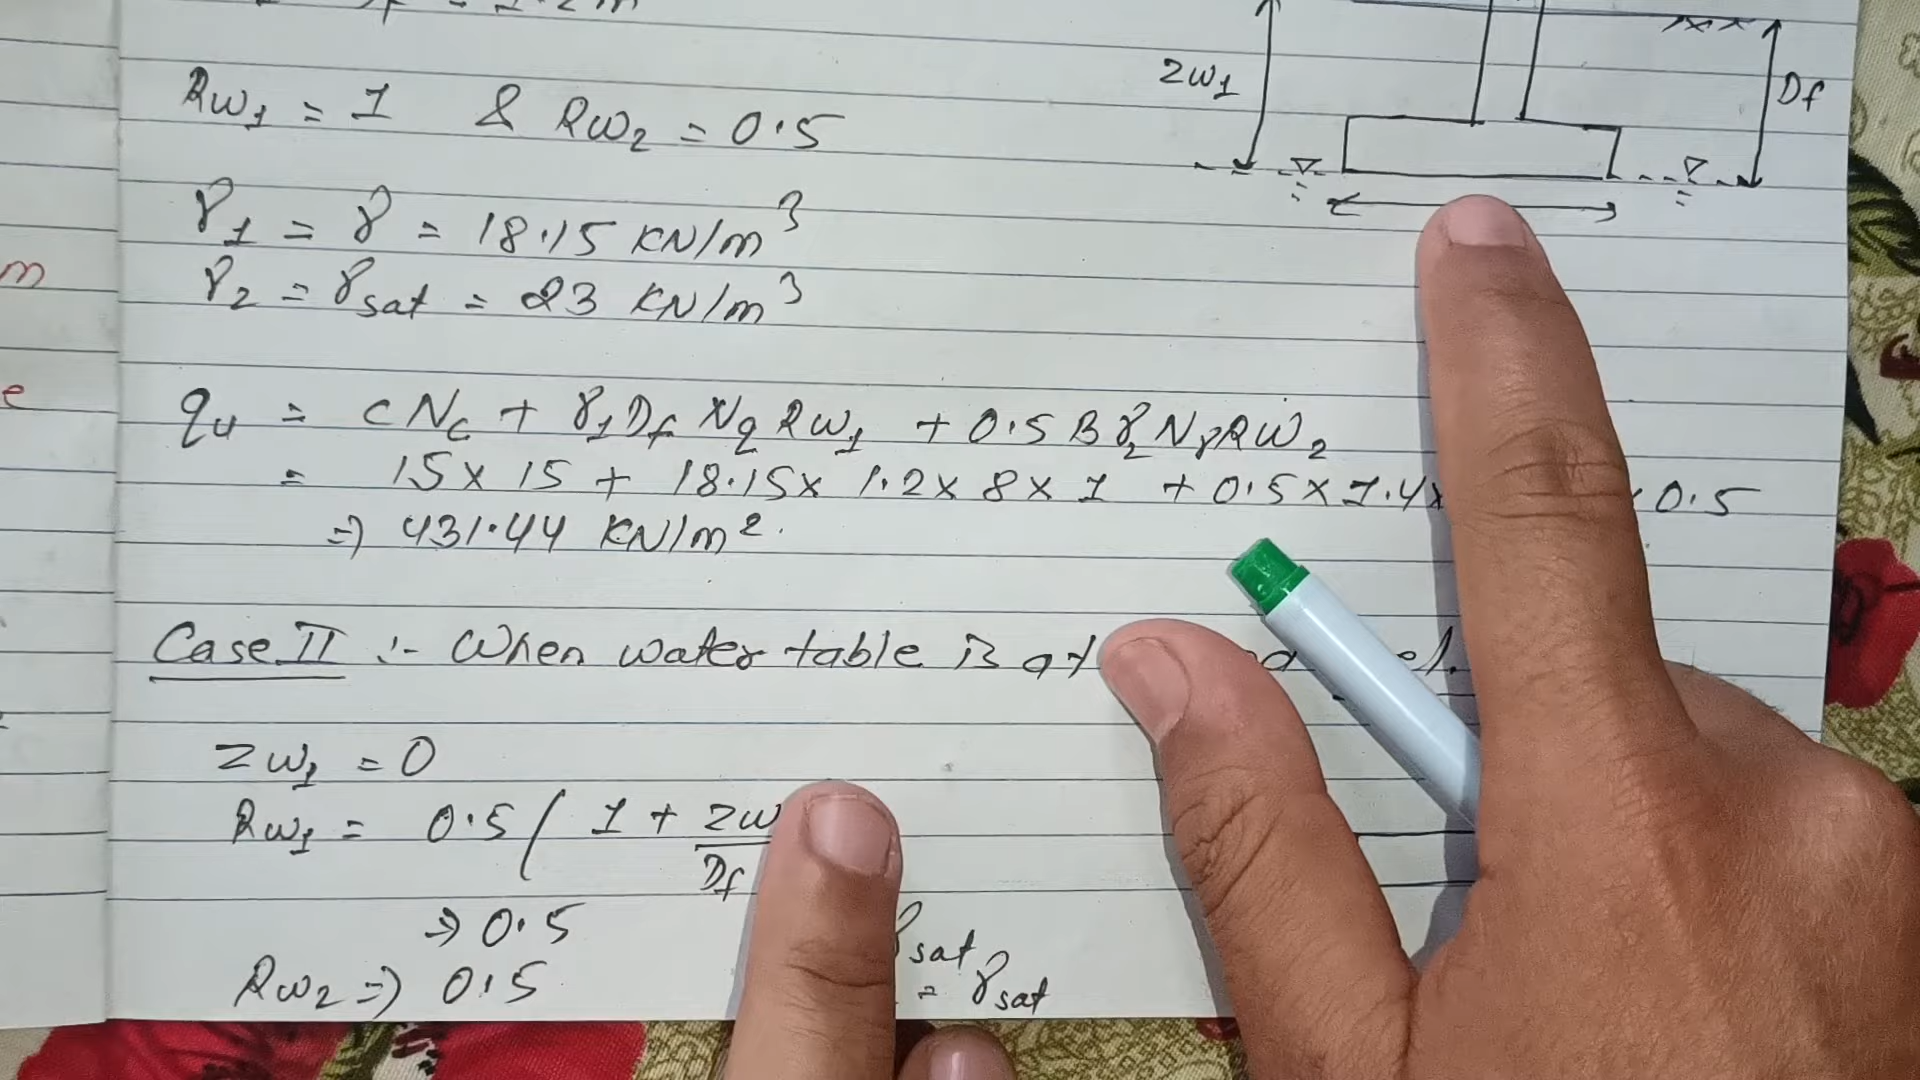 Zw1
Df
Rw1 = 1 & Rw2 = 0.5
γ1 = γ = 18.15 KN/m³
γ2 = γsat = 23 KN/m³
m
e
qu = cNc + γ1 Df Nq Rw1 + 0.5 B γ2 Nγ Rw2
= 15 x 15 + 18.15 x 1.2 x 8 x 1 + 0.5 x 1.4 x 0.5
⇒ 431.44 KN/m².
Case II :- When water table is at
Zw1 = 0
Rw1 = 0.5 ( 1 + Zw / Df
⇒ 0.5
γsat
Rw2 ⇒ 0.5 = γsat